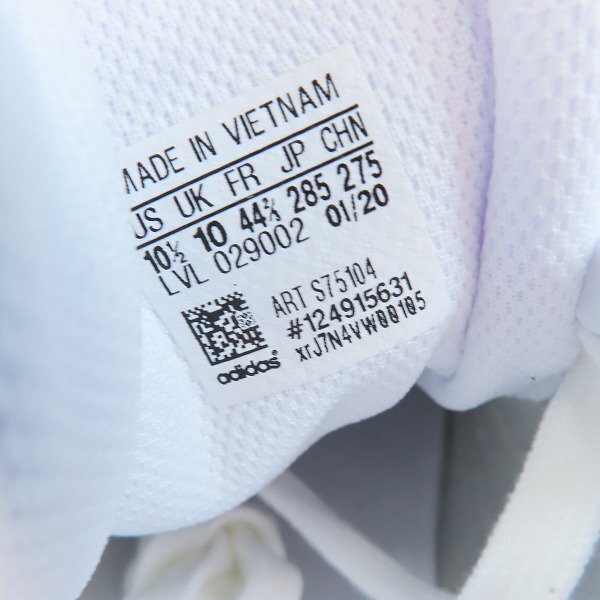 MADE IN VIETNAM
US UK FR JP CHN
10½ 10 44⅔ 285 275
LVL 029002 01/20
ART S75104
#124915631
xrJ7N4VW00105
adidas